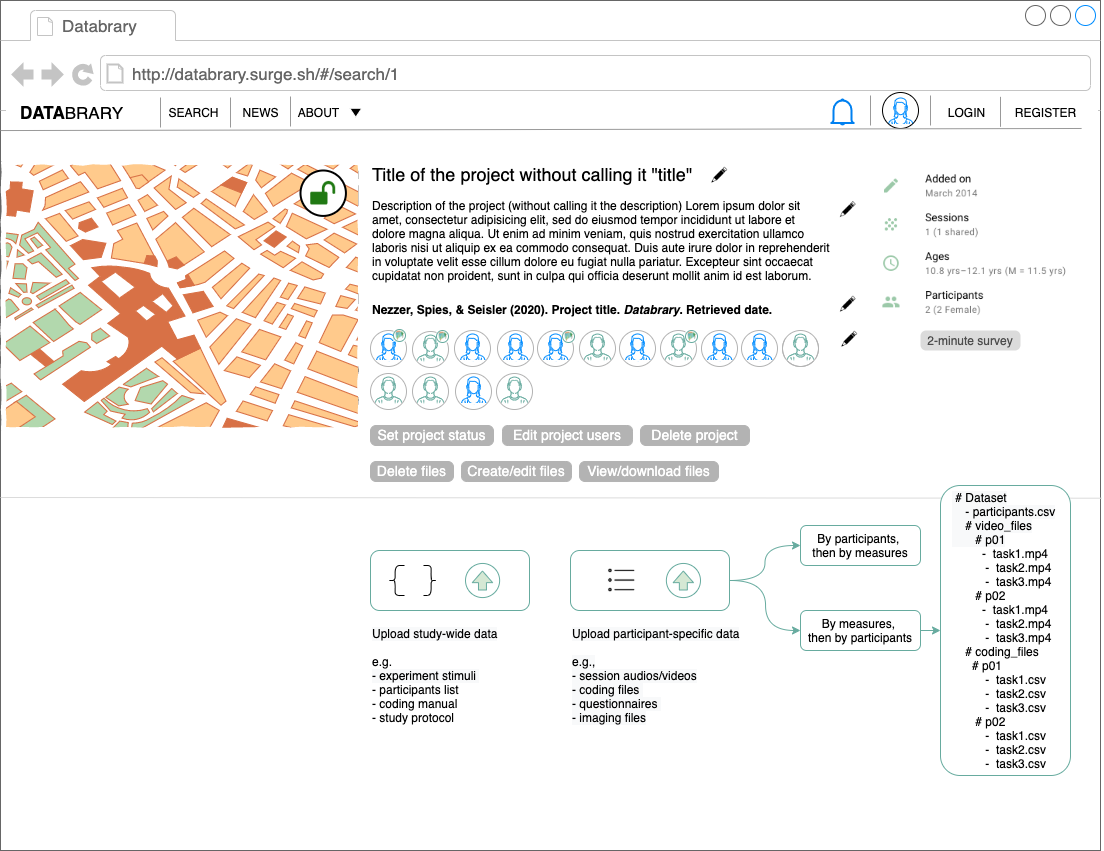 Databrary
http://databrary.surge.sh/#/search/1
DATABRARY
SEARCH
NEWS
ABOUT
LOGIN
REGISTER
Title of the project without calling it "title"
Description of the project (without calling it the description) Lorem ipsum dolor sit
amet, consectetur adipisicing elit, sed do eiusmod tempor incididunt ut labore et
dolore magna aliqua. Ut enim ad minim veniam, quis nostrud exercitation ullamco
laboris nisi ut aliquip ex ea commodo consequat. Duis aute irure dolor in reprehenderit
in voluptate velit esse cillum dolore eu fugiat nulla pariatur. Excepteur sint occaecat
cupidatat non proident, sunt in culpa qui officia deserunt mollit anim id est laborum.
Nezzer, Spies, & Seisler (2020). Project title. Databrary. Retrieved date.
Added on
March 2014
Sessions
1 (1 shared)
Ages
10.8 yrs–12.1 yrs (M = 11.5 yrs)
Participants
2 (2 Female)
2-minute survey
Set project status
Edit project users
Delete project
Delete files
Create/edit files
View/download files
Upload study-wide data
e.g.
- experiment stimuli
- participants list
- coding manual
- study protocol
Upload participant-specific data
e.g.,
- session audios/videos
- coding files
- questionnaires
- imaging files
By participants,
then by measures
By measures,
then by participants
# Dataset
- participants.csv
# video_files
# p01
- task1.mp4
- task2.mp4
- task3.mp4
# p02
- task1.mp4
- task2.mp4
- task3.mp4
# coding_files
# p01
- task1.csv
- task2.csv
- task3.csv
# p02
- task1.csv
- task2.csv
- task3.csv